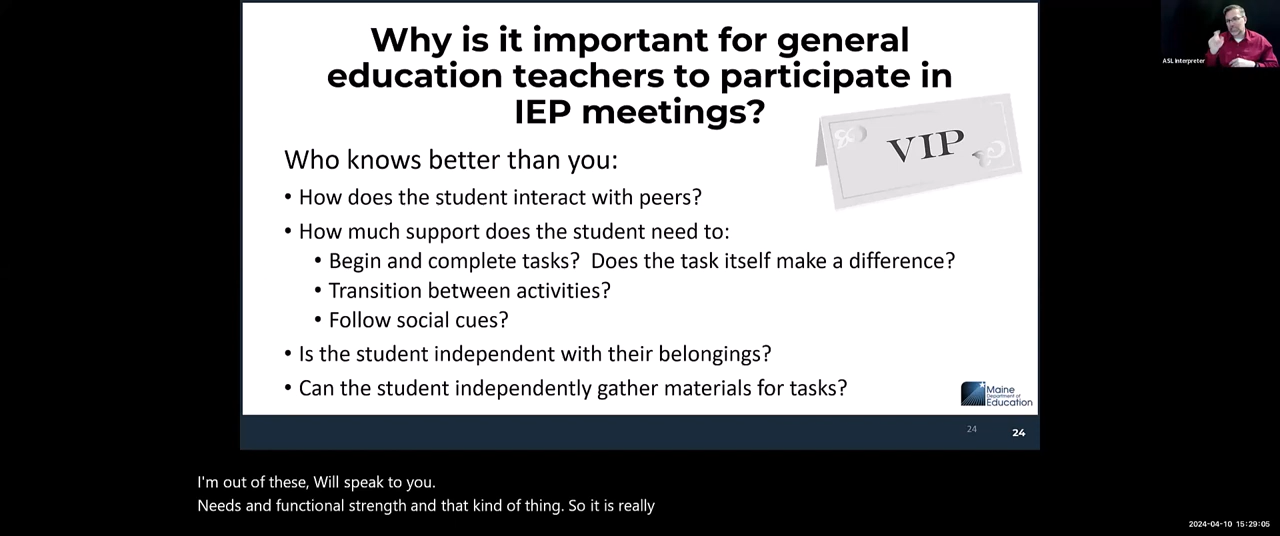 Why is it important for general
education teachers to participate in
IEP meetings?
VIP
Who knows better than you:
• How does the student interact with peers?
• How much support does the student need to:
• Begin and complete tasks?  Does the task itself make a difference?
• Transition between activities?
• Follow social cues?
• Is the student independent with their belongings?
• Can the student independently gather materials for tasks?
Maine
Department of
Education
24
24
ASL Interpreter
I'm out of these, Will speak to you.
Needs and functional strength and that kind of thing. So it is really
2024-04-10 15:29:05